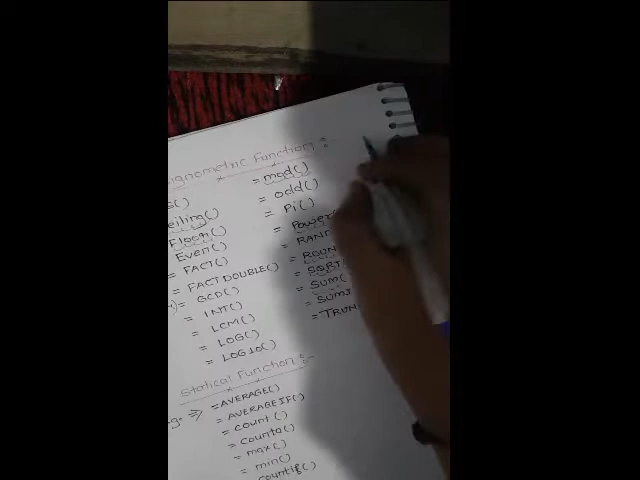 Trignometric Function :-
s()
ceiling()
Floor()
Even()
= FACT()
= FACTDOUBLE()
= GCD()
= INT()
= LCM()
= LOG()
= LOG10()
= mod()
= odd()
= Pi()
= Power
= RAN
= ROUN
= SQRT
= SUM(
= SUMI
= TRUN
Statical Function :-
=AVERAGE()
= AVERAGEIF()
= count()
= counta()
= max()
= min()
countif()